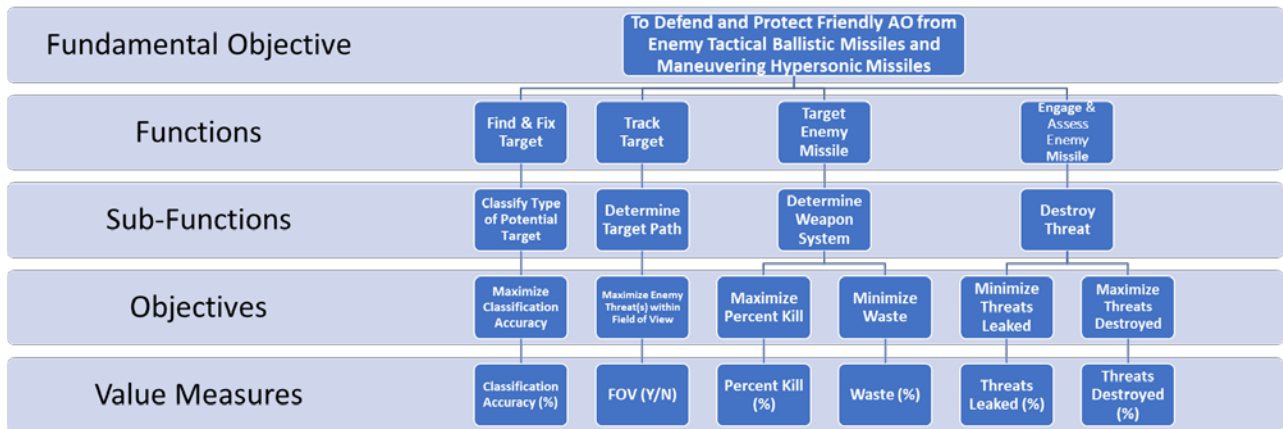 Fundamental Objective
To Defend and Protect Friendly AO from
Enemy Tactical Ballistic Missiles and
Maneuvering Hypersonic Missiles
Functions
Find & Fix
Target
Track
Target
Target
Enemy
Missile
Engage &
Assess
Enemy
Missile
Sub-Functions
Classify Type
of Potential
Target
Determine
Target Path
Determine
Weapon
System
Destroy
Threat
Objectives
Maximize
Classification
Accuracy
Maximize Enemy
Threat(s) within
Field of View
Maximize
Percent Kill
Minimize
Waste
Minimize
Threats
Leaked
Maximize
Threats
Destroyed
Value Measures
Classification
Accuracy (%)
FOV (Y/N)
Percent Kill
(%)
Waste (%)
Threats
Leaked (%)
Threats
Destroyed
(%)